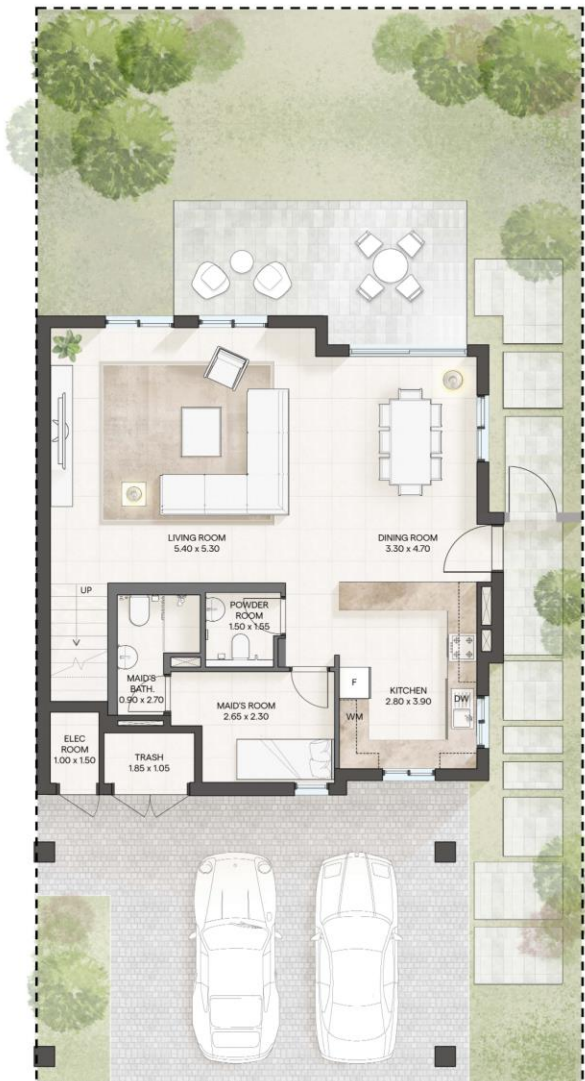 LIVING ROOM
5.40 x 5.30
DINING ROOM
3.30 x 4.70
UP
POWDER
ROOM
1.50 x 1.55
MAID'S
BATH.
0.90 x 2.70
MAID'S ROOM
2.65 x 2.30
F
WM
KITCHEN
2.80 x 3.90
DW
ELEC
ROOM
1.00 x 1.50
TRASH
1.85 x 1.05